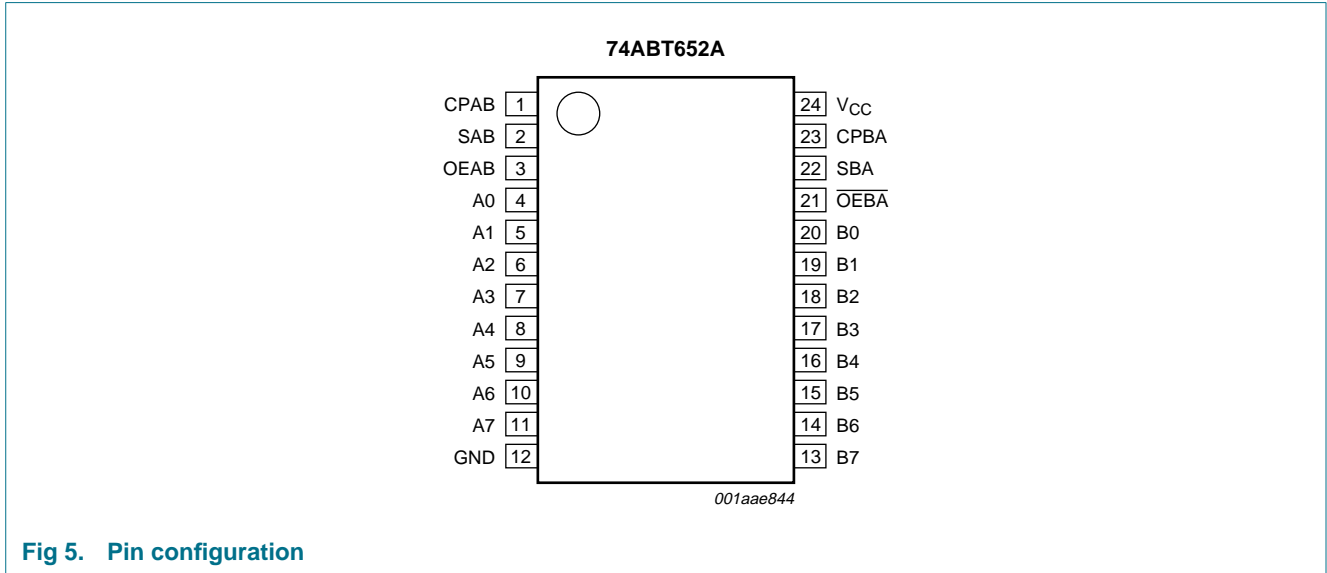 74ABT652A
CPAB 1 24 VCC
SAB 2 23 CPBA
OEAB 3 22 SBA
A0 4 21 O̅E̅B̅A̅
A1 5 20 B0
A2 6 19 B1
A3 7 18 B2
A4 8 17 B3
A5 9 16 B4
A6 10 15 B5
A7 11 14 B6
GND 12 13 B7
001aae844
Fig 5. Pin configuration